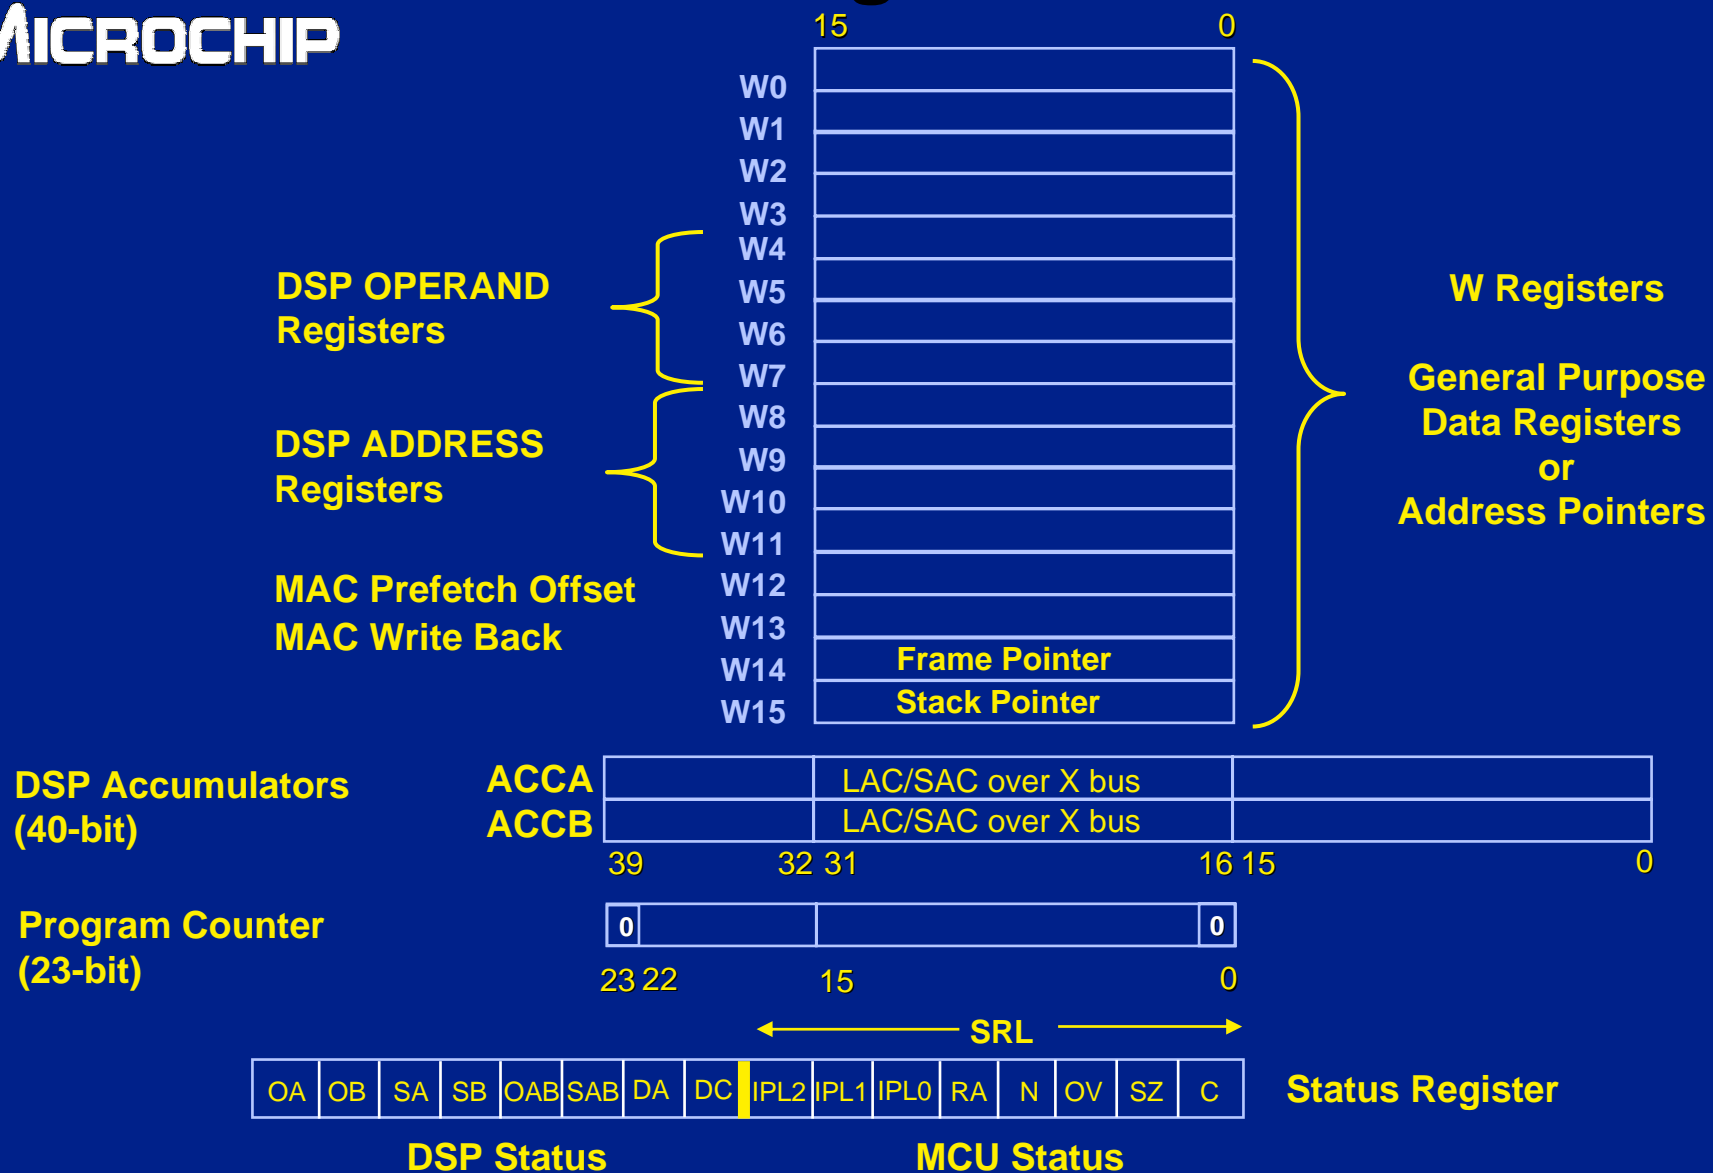 MICROCHIP
15 0
W0
W1
W2
W3
W4
W5
W6
W7
W8
W9
W10
W11
W12
W13
W14 Frame Pointer
W15 Stack Pointer
DSP OPERAND
Registers
DSP ADDRESS
Registers
MAC Prefetch Offset
MAC Write Back
W Registers
General Purpose
Data Registers
or
Address Pointers
DSP Accumulators
(40-bit)
ACCA LAC/SAC over X bus
ACCB LAC/SAC over X bus
39 32 31 16 15 0
Program Counter
(23-bit)
0 0
23 22 15 0
SRL
OA OB SA SB OAB SAB DA DC IPL2 IPL1 IPL0 RA N OV SZ C
Status Register
DSP Status MCU Status